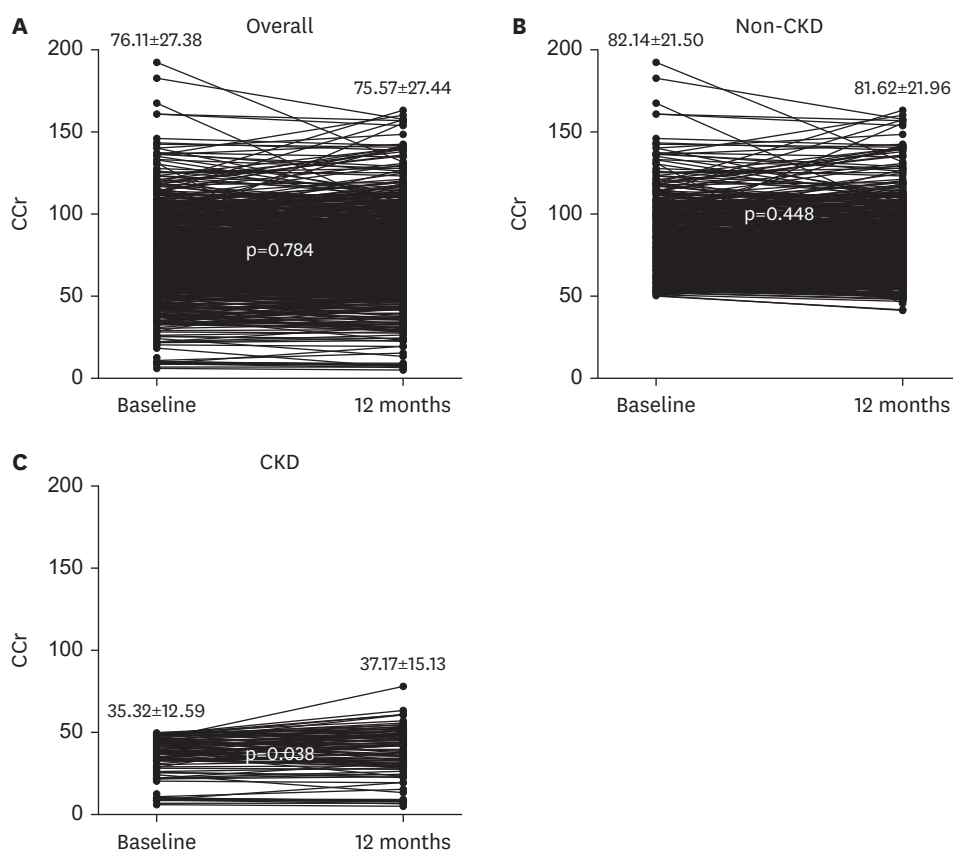 A
Overall
76.11±27.38
75.57±27.44
200
150
100
50
0
CCr
p=0.784
Baseline
12 months
B
Non-CKD
82.14±21.50
81.62±21.96
200
150
100
50
0
CCr
p=0.448
Baseline
12 months
C
CKD
200
150
100
50
0
CCr
35.32±12.59
37.17±15.13
p=0.038
Baseline
12 months